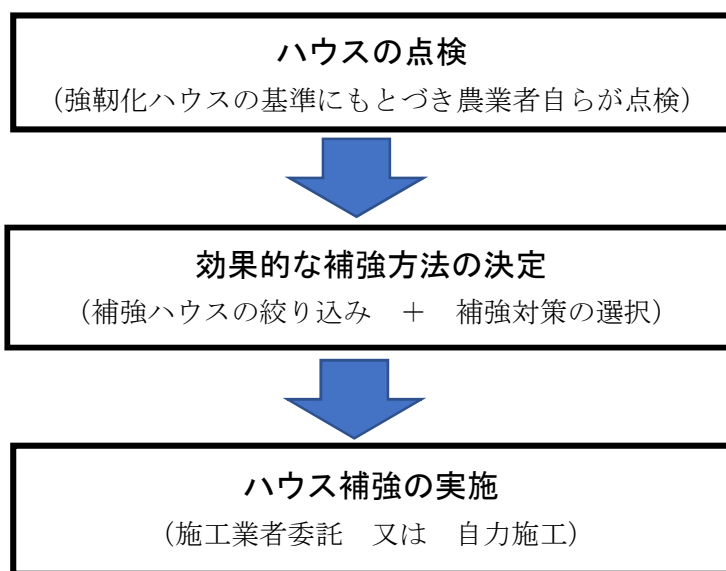 ハウスの点検
（強靭化ハウスの基準にもとづき農業者自らが点検）
効果的な補強方法の決定
（補強ハウスの絞り込み　＋　補強対策の選択）
ハウス補強の実施
（施工業者委託　又は　自力施工）